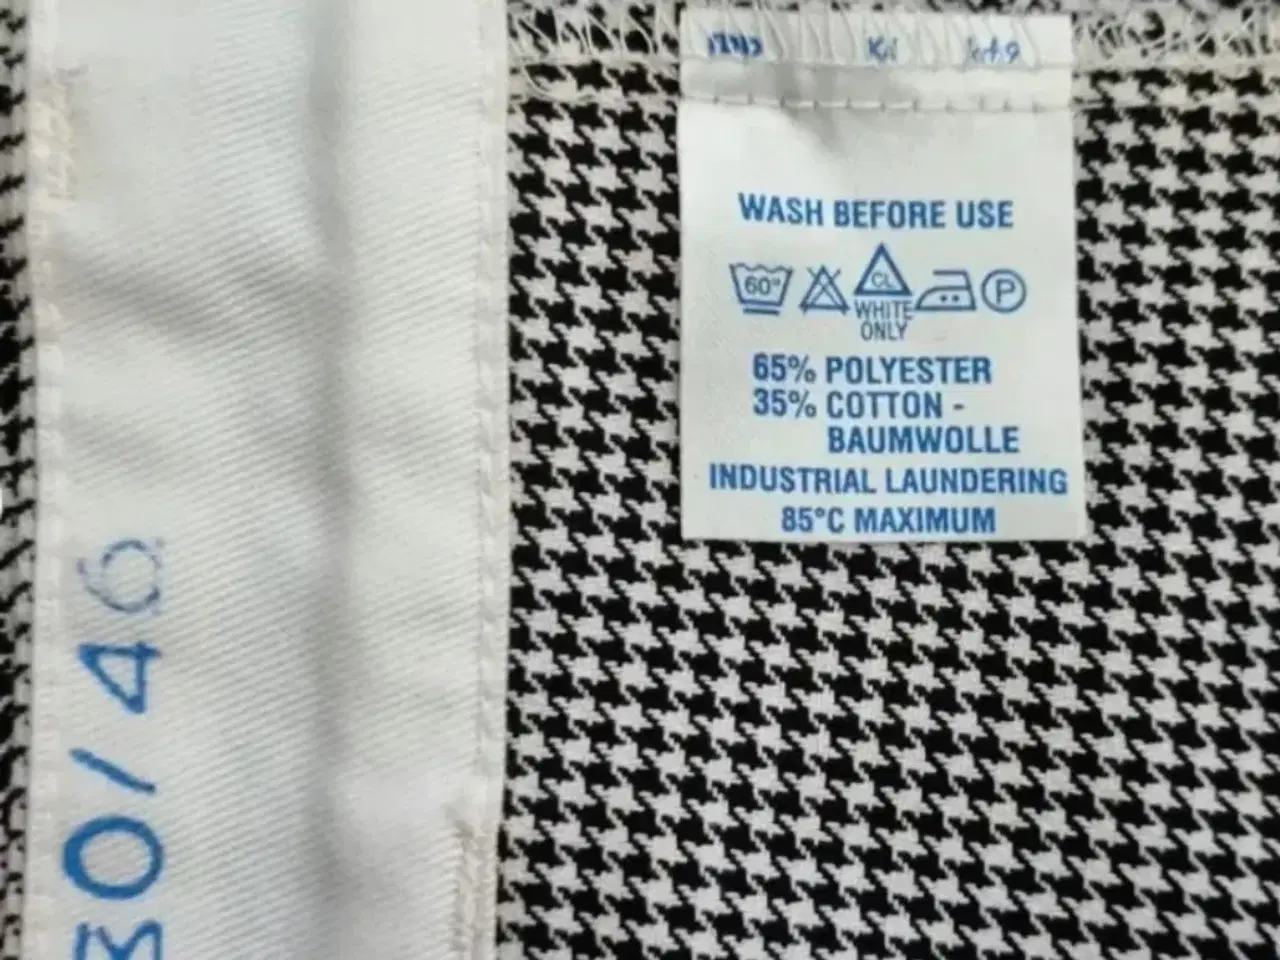 30/46
WASH BEFORE USE
60° CL P
WHITE
ONLY
65% POLYESTER
35% COTTON -
BAUMWOLLE
INDUSTRIAL LAUNDERING
85°C MAXIMUM